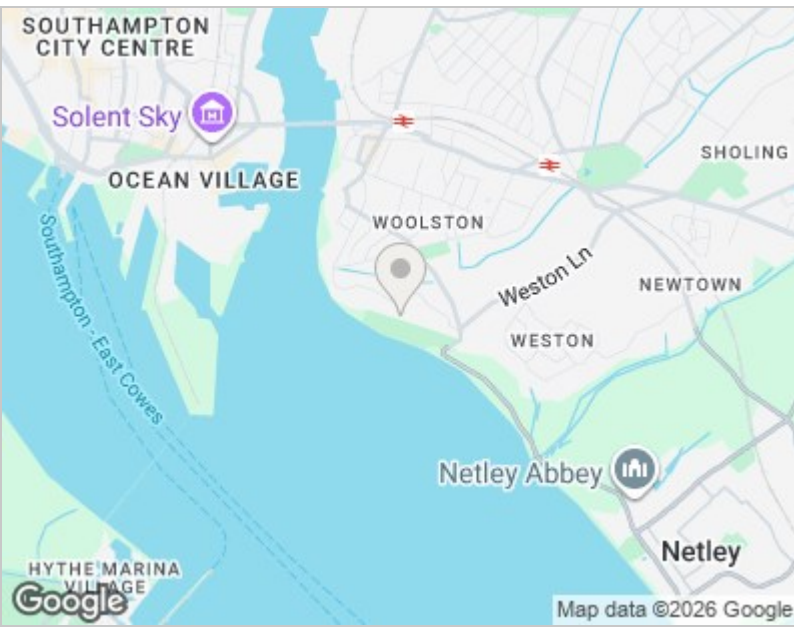 SOUTHAMPTON
CITY CENTRE
Solent Sky
OCEAN VILLAGE
SHOLING
WOOLSTON
Southampton - East Cowes
Weston Ln
NEWTOWN
WESTON
Netley Abbey
Netley
HYTHE MARINA
VILLAGE
Google
Map data ©2026 Google